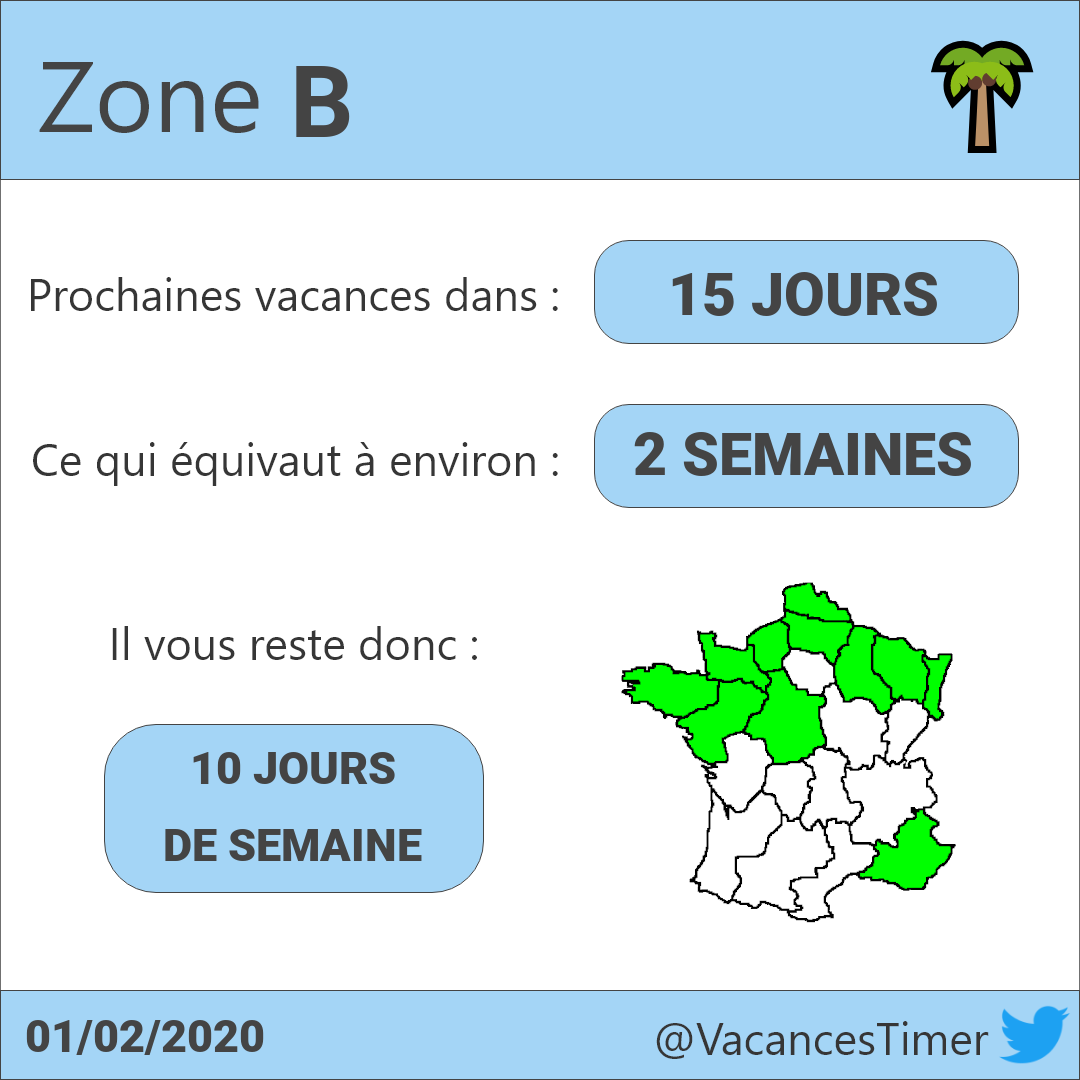 Zone B
Prochaines vacances dans :
15 JOURS
Ce qui équivaut à environ :
2 SEMAINES
Il vous reste donc :
10 JOURS
DE SEMAINE
01/02/2020
@VacancesTimer